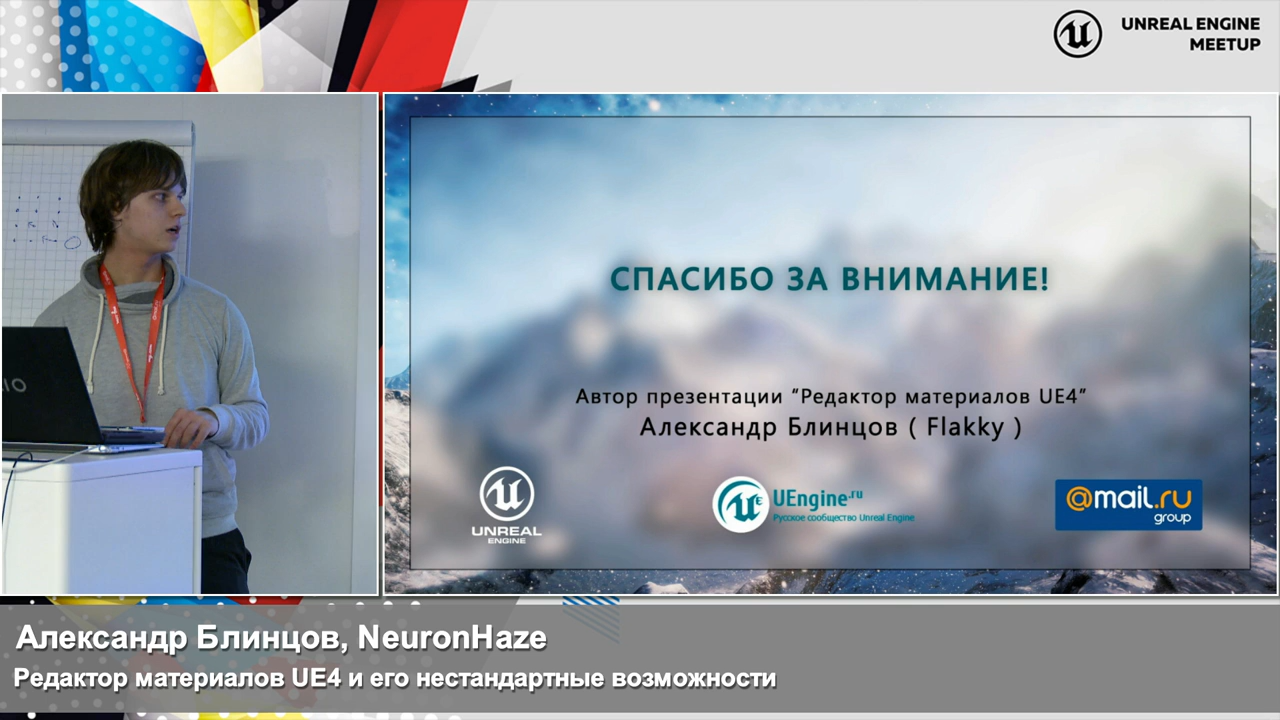 UNREAL ENGINE
MEETUP
СПАСИБО ЗА ВНИМАНИЕ!
Автор презентации “Редактор материалов UE4”
Александр Блинцов ( Flakky )
UNREAL
ENGINE
UEngine.ru
Русское сообщество Unreal Engine
@mail.ru
group
Александр Блинцов, NeuronHaze
Редактор материалов UE4 и его нестандартные возможности